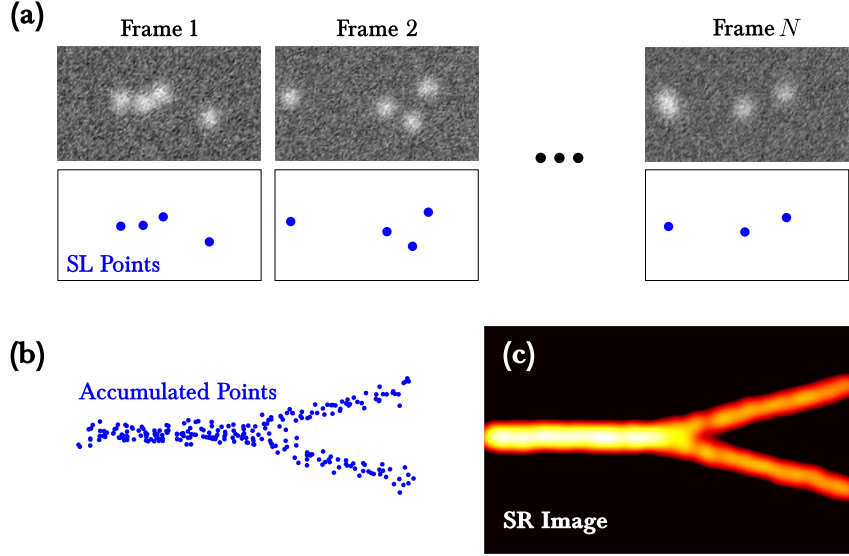 (a)
Frame 1
Frame 2
Frame N
SL Points
(b)
Accumulated Points
(c)
SR Image